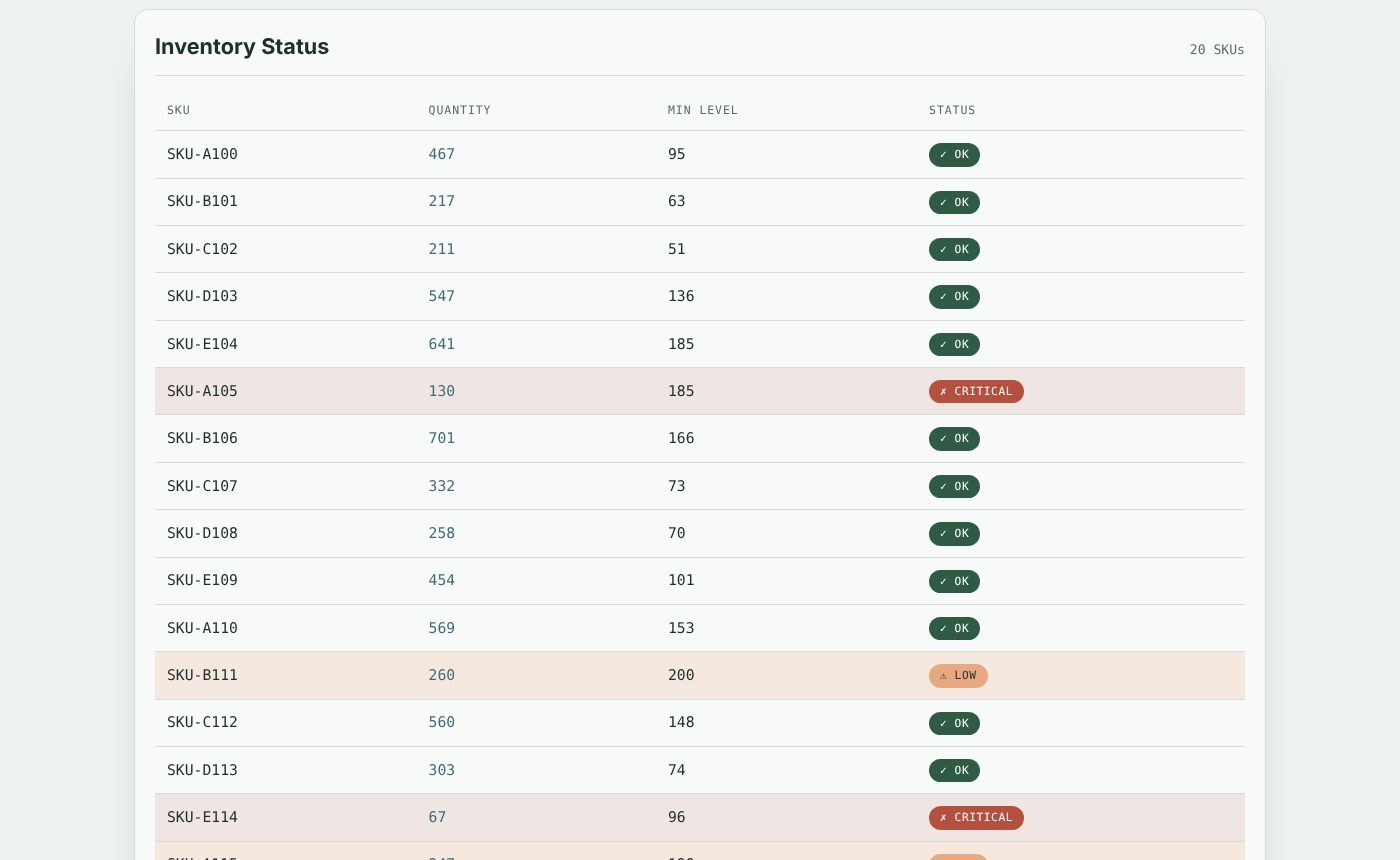 Inventory Status
20 SKUs
SKU QUANTITY MIN LEVEL STATUS
SKU-A100 467 95 ✓ OK
SKU-B101 217 63 ✓ OK
SKU-C102 211 51 ✓ OK
SKU-D103 547 136 ✓ OK
SKU-E104 641 185 ✓ OK
SKU-A105 130 185 ✗ CRITICAL
SKU-B106 701 166 ✓ OK
SKU-C107 332 73 ✓ OK
SKU-D108 258 70 ✓ OK
SKU-E109 454 101 ✓ OK
SKU-A110 569 153 ✓ OK
SKU-B111 260 200 ⚠ LOW
SKU-C112 560 148 ✓ OK
SKU-D113 303 74 ✓ OK
SKU-E114 67 96 ✗ CRITICAL